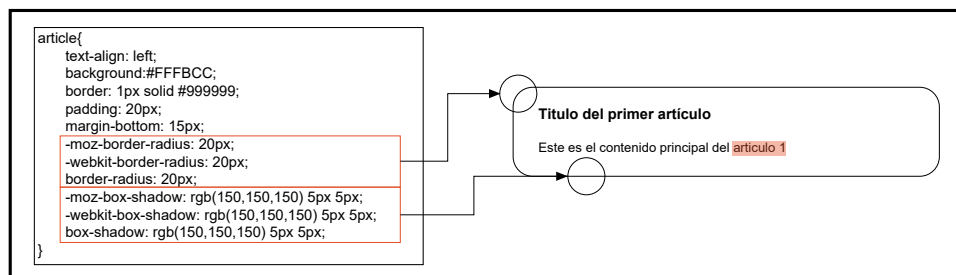 article{
text-align: left;
background:#FFFBCC;
border: 1px solid #999999;
padding: 20px;
margin-bottom: 15px;
-moz-border-radius: 20px;
-webkit-border-radius: 20px;
border-radius: 20px;
-moz-box-shadow: rgb(150,150,150) 5px 5px;
-webkit-box-shadow: rgb(150,150,150) 5px 5px;
box-shadow: rgb(150,150,150) 5px 5px;
}
Titulo del primer artículo
Este es el contenido principal del articulo 1